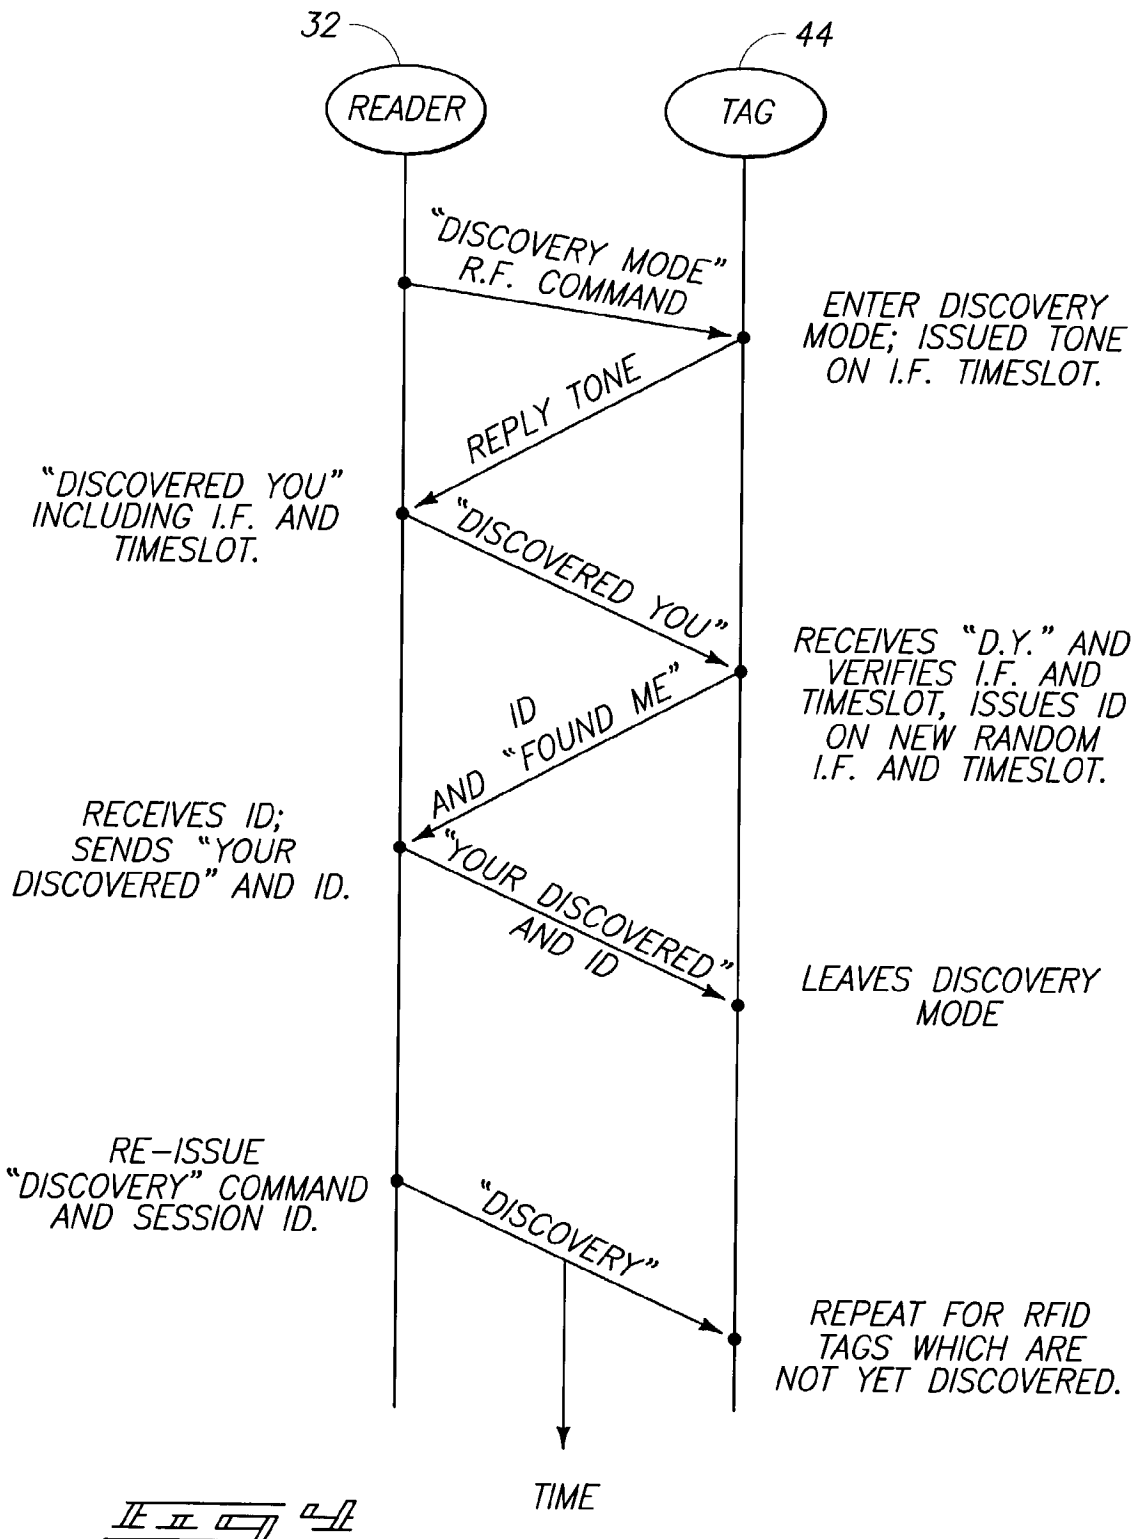 32
44
READER
TAG
“DISCOVERY MODE”
R.F. COMMAND
ENTER DISCOVERY
MODE; ISSUED TONE
ON I.F. TIMESLOT.
REPLY TONE
“DISCOVERED YOU”
INCLUDING I.F. AND
TIMESLOT.
“DISCOVERED YOU”
RECEIVES “D.Y.” AND
VERIFIES I.F. AND
TIMESLOT, ISSUES ID
ON NEW RANDOM
I.F. AND TIMESLOT.
ID
AND “FOUND ME”
RECEIVES ID;
SENDS “YOUR
DISCOVERED” AND ID.
“YOUR DISCOVERED”
AND ID
LEAVES DISCOVERY
MODE
RE-ISSUE
“DISCOVERY” COMMAND
AND SESSION ID.
“DISCOVERY”
REPEAT FOR RFID
TAGS WHICH ARE
NOT YET DISCOVERED.
TIME
FIG 4